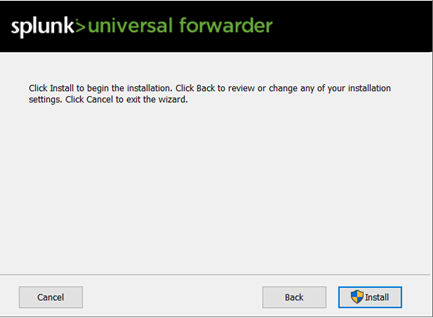 splunk>universal forwarder
Click Install to begin the installation. Click Back to review or change any of your installation
settings. Click Cancel to exit the wizard.
Cancel
Back
Install